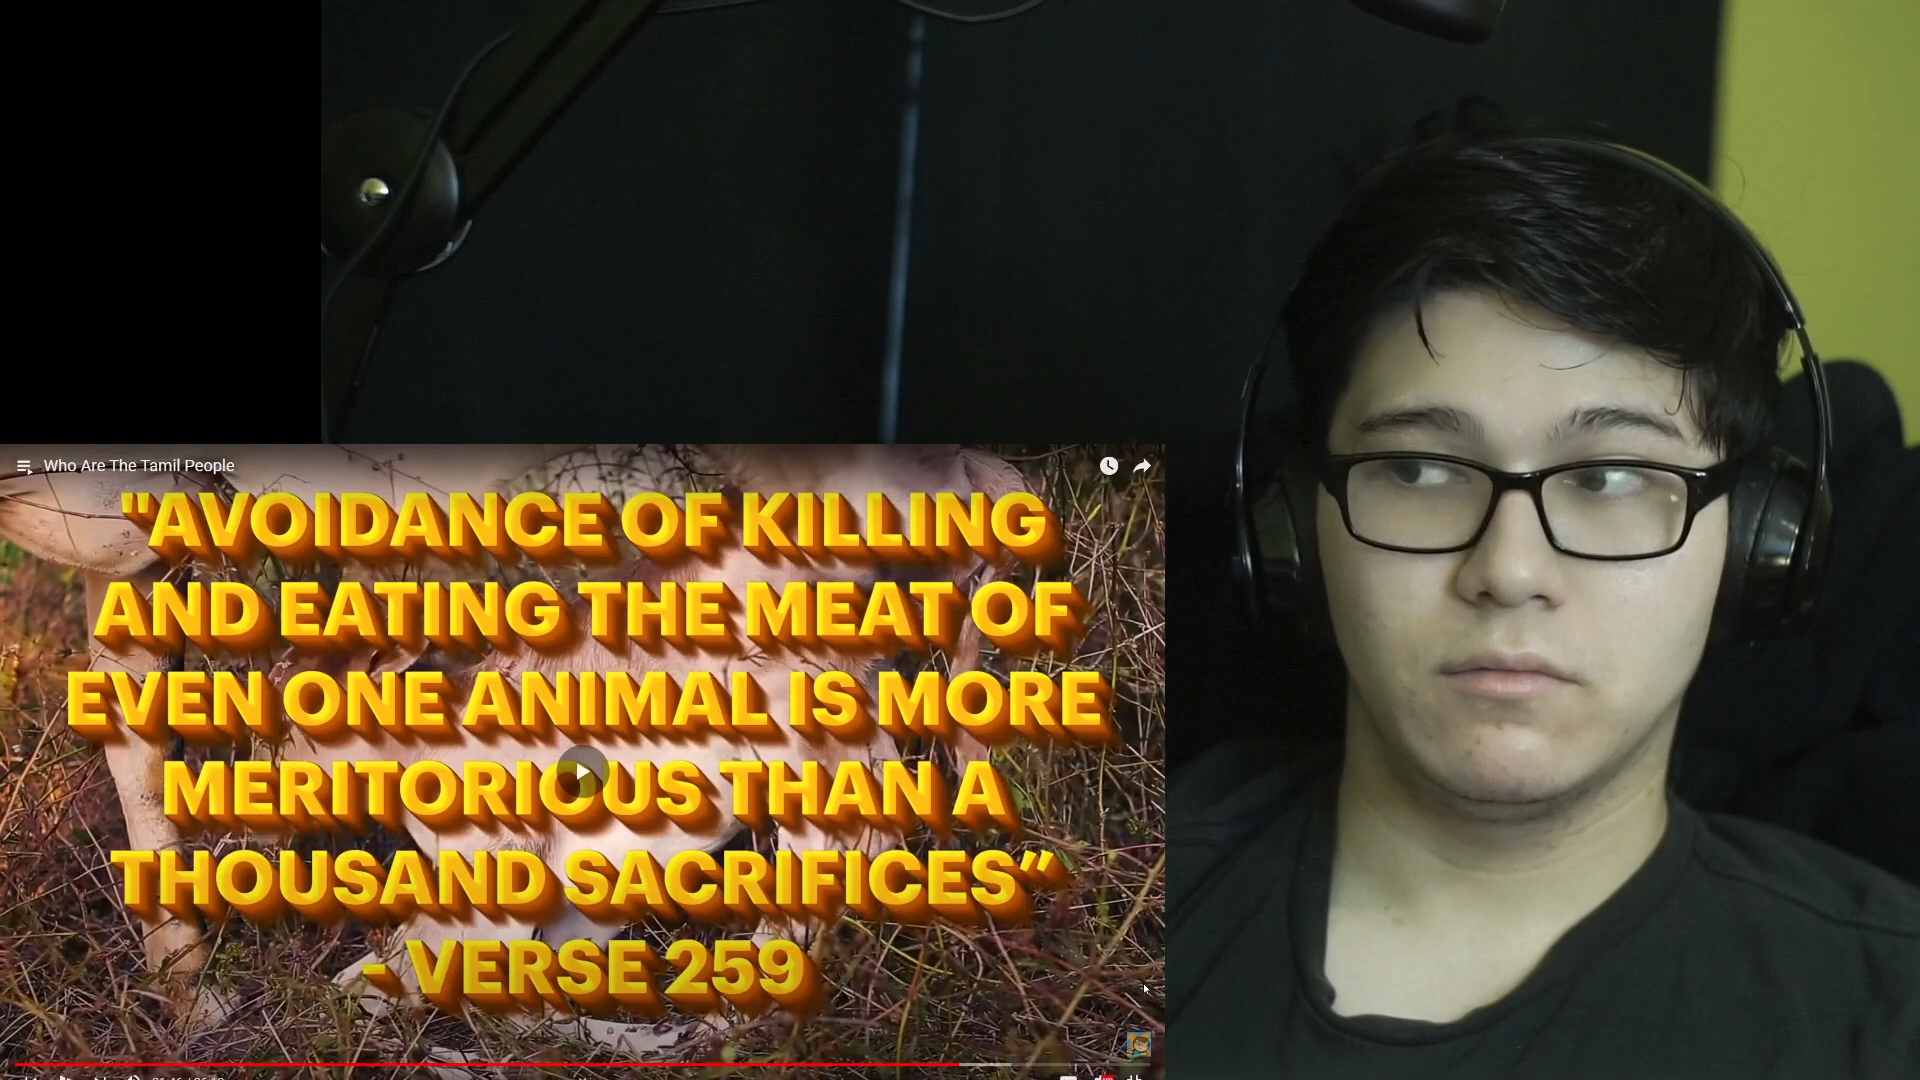 Who Are The Tamil People
"AVOIDANCE OF KILLING
AND EATING THE MEAT OF
EVEN ONE ANIMAL IS MORE
MERITORIOUS THAN A
THOUSAND SACRIFICES”
- VERSE 259